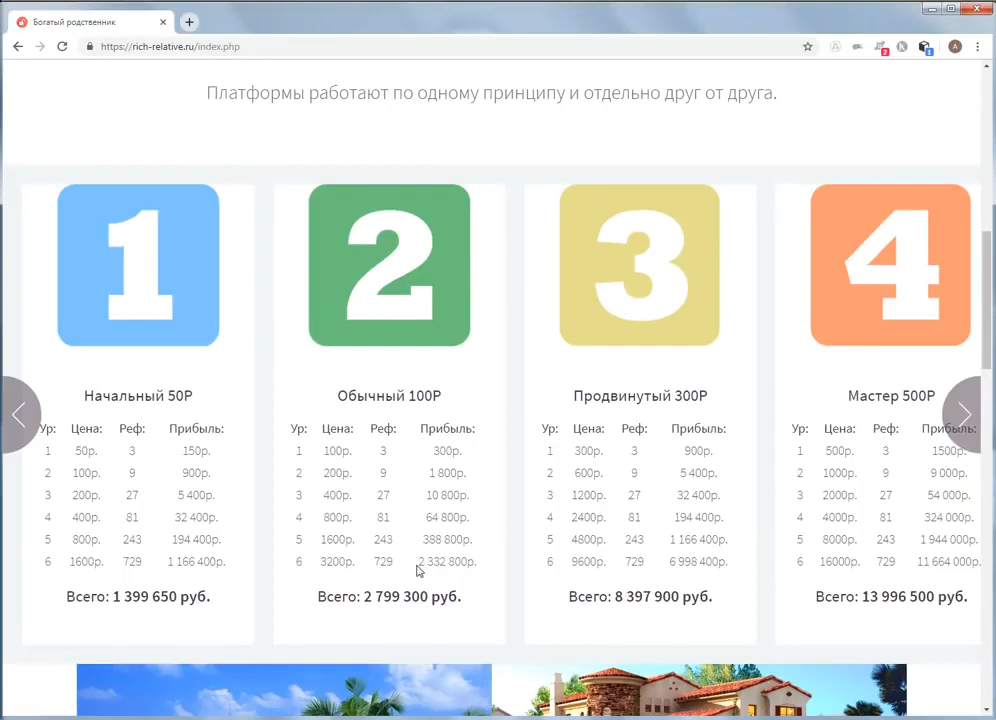 Богатый родственник
https://rich-relative.ru/index.php
2
1
A
Платформы работают по одному принципу и отдельно друг от друга.
1 2 3 4
Начальный 50Р Обычный 100Р Продвинутый 300Р Мастер 500Р
Ур: Цена: Реф: Прибыль: Ур: Цена: Реф: Прибыль: Ур: Цена: Реф: Прибыль: Ур: Цена: Реф: Прибыль:
1 50р. 3 150р. 1 100р. 3 300р. 1 300р. 3 900р. 1 500р. 3 1500р.
2 100р. 9 900р. 2 200р. 9 1 800р. 2 600р. 9 5 400р. 2 1000р. 9 9 000р.
3 200р. 27 5 400р. 3 400р. 27 10 800р. 3 1200р. 27 32 400р. 3 2000р. 27 54 000р.
4 400р. 81 32 400р. 4 800р. 81 64 800р. 4 2400р. 81 194 400р. 4 4000р. 81 324 000р.
5 800р. 243 194 400р. 5 1600р. 243 388 800р. 5 4800р. 243 1 166 400р. 5 8000р. 243 1 944 000р.
6 1600р. 729 1 166 400р. 6 3200р. 729 2 332 800р. 6 9600р. 729 6 998 400р. 6 16000р. 729 11 664 000р.
Всего: 1 399 650 руб. Всего: 2 799 300 руб. Всего: 8 397 900 руб. Всего: 13 996 500 руб.